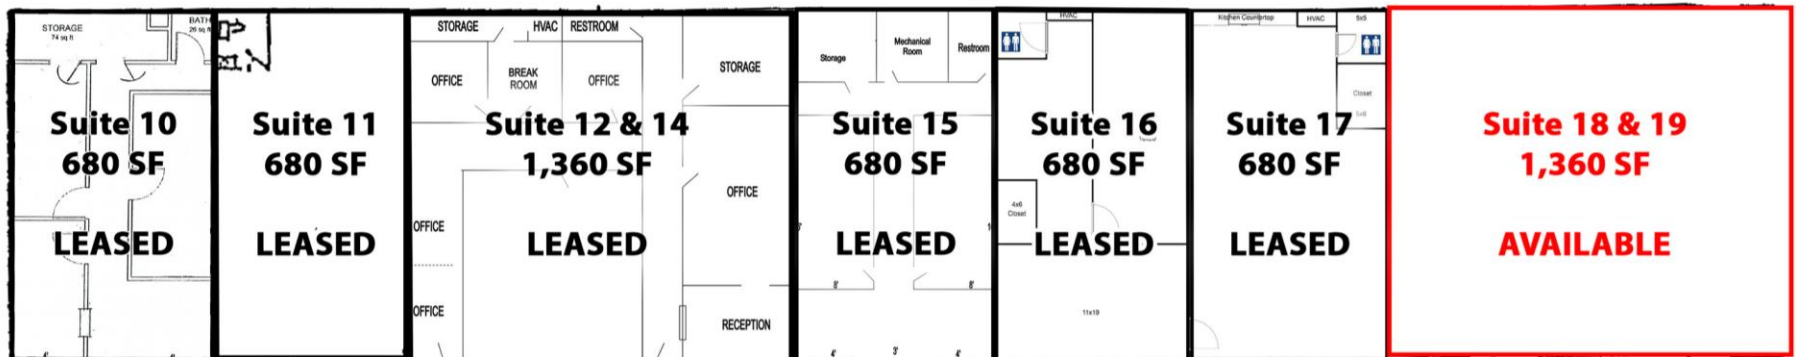 STORAGE
74 sq ft
BATH
Suite 10
680 SF
LEASED
Suite 11
680 SF
LEASED
STORAGE
HVAC
RESTROOM
OFFICE
BREAK
ROOM
OFFICE
STORAGE
Suite 12 & 14
1,360 SF
LEASED
OFFICE
OFFICE
OFFICE
RECEPTION
Storage
Mechanical
Room
Restroom
Suite 15
680 SF
LEASED
8'
8'
3'
HVAC
Suite 16
680 SF
4x6
Closet
LEASED
11x19
Kitchen Countertop
HVAC
5x5
Closet
Suite 17
680 SF
LEASED
Suite 18 & 19
1,360 SF
AVAILABLE